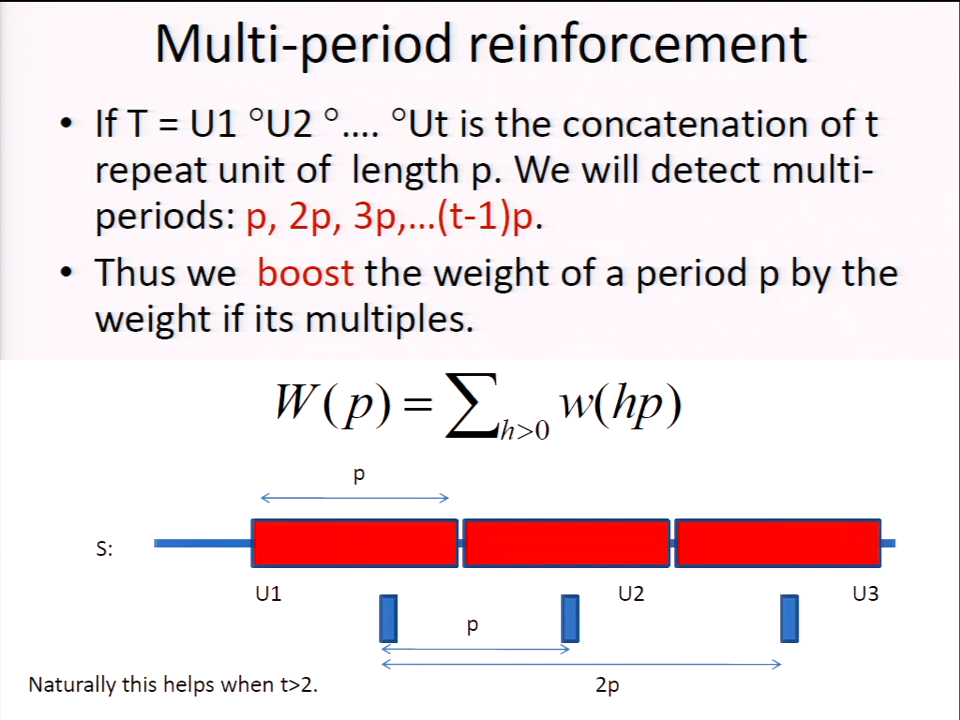 Multi-period reinforcement
• If T = U1 °U2 °…. °Ut is the concatenation of t
repeat unit of length p. We will detect multi-
periods: p, 2p, 3p,…(t-1)p.
• Thus we boost the weight of a period p by the
weight if its multiples.
W(p) = ∑h>0 w(hp)
p
S:
U1 U2 U3
p
Naturally this helps when t>2. 2p